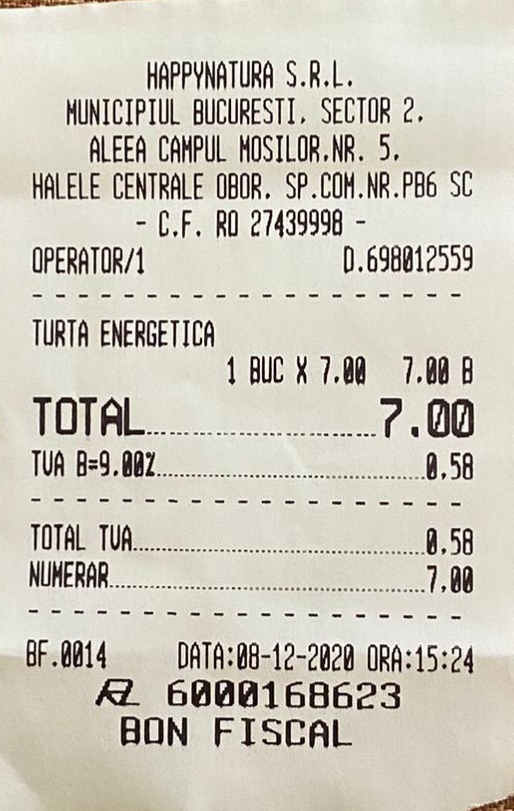 HAPPYNATURA S.R.L.
MUNICIPIUL BUCURESTI, SECTOR 2.
ALEEA CAMPUL MOSILOR.NR. 5,
HALELE CENTRALE OBOR. SP.COM.NR.PB6 SC
- C.F. RO 27439998 -
OPERATOR/1 D.698012559
TURTA ENERGETICA
1 BUC X 7.00 7.00 B
TOTAL 7.00
TVA B=9.00% 0,58
TOTAL TVA 0,58
NUMERAR 7,00
BF.0014 DATA:08-12-2020 ORA:15:24
6000168623
BON FISCAL